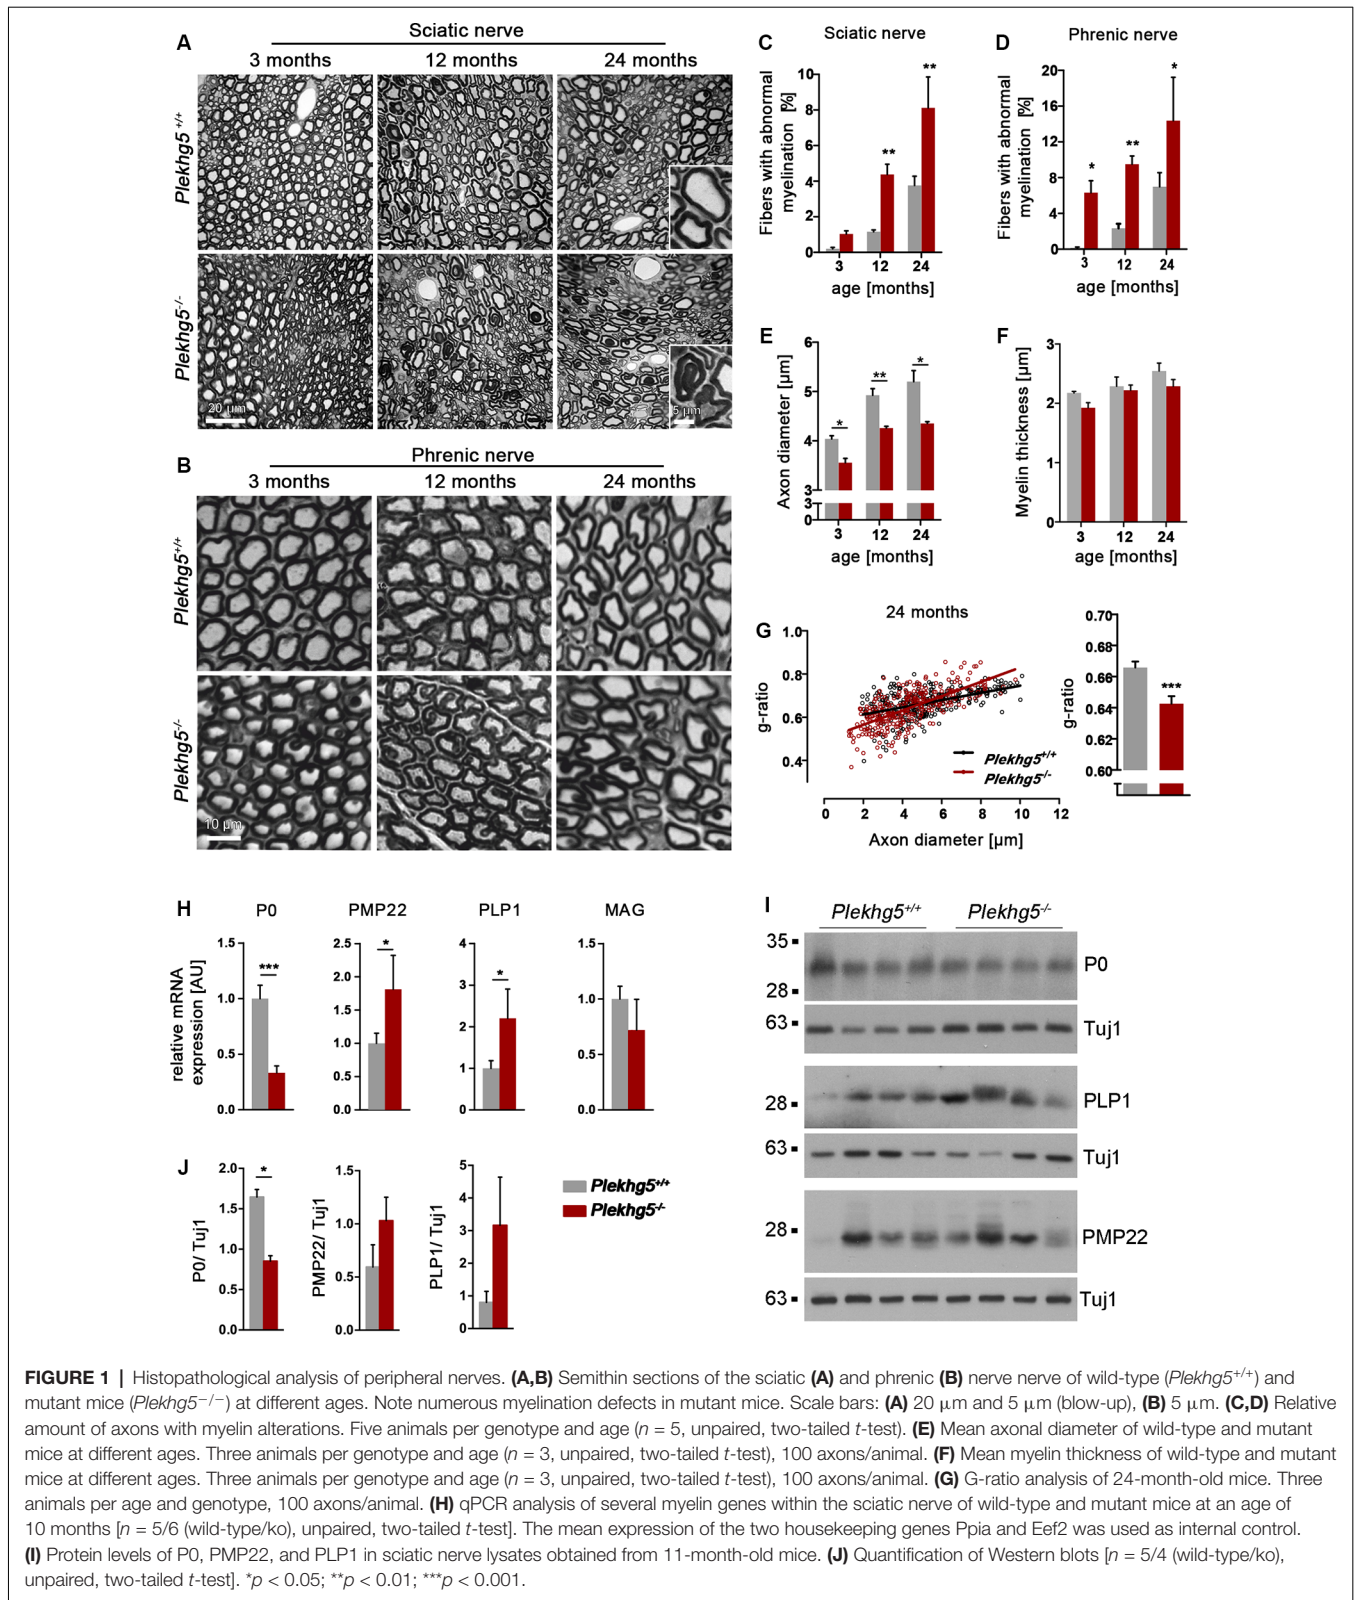 A
Sciatic nerve
3 months
12 months
24 months
Plekhg5+/+
Plekhg5-/-
20 µm
5 µm
B
Phrenic nerve
3 months
12 months
24 months
Plekhg5+/+
Plekhg5-/-
10 µm
C
Sciatic nerve
Fibers with abnormal
myelination [%]
10
8
6
4
2
0
**
**
3 12 24
age [months]
D
Phrenic nerve
Fibers with abnormal
myelination [%]
20
16
12
8
4
0
*
**
*
3 12 24
age [months]
E
Axon diameter [µm]
6
5
4
3
3
0
*
**
*
3 12 24
age [months]
F
Myelin thickness [µm]
3
2
1
0
3 12 24
age [months]
G
24 months
g-ratio
1.0
0.8
0.6
0.4
Plekhg5+/+
Plekhg5-/-
0 2 4 6 8 10 12
Axon diameter [µm]
g-ratio
0.70
0.68
0.66
0.64
0.62
0.60
***
H
relative mRNA
expression [AU]
P0
1.5
1.0
0.5
0.0
***
PMP22
2.5
2.0
1.5
1.0
0.5
0.0
*
PLP1
4
3
2
1
0
*
MAG
1.5
1.0
0.5
0.0
I
Plekhg5+/+ Plekhg5-/-
35
28
P0
63
Tuj1
28
PLP1
63
Tuj1
28
PMP22
63
Tuj1
J
P0/ Tuj1
2.0
1.5
1.0
0.5
0.0
*
PMP22/ Tuj1
1.5
1.0
0.5
0.0
PLP1/ Tuj1
5
4
3
2
1
0
Plekhg5+/+
Plekhg5-/-
FIGURE 1 | Histopathological analysis of peripheral nerves. (A,B) Semithin sections of the sciatic (A) and phrenic (B) nerve nerve of wild-type (Plekhg5+/+) and
mutant mice (Plekhg5−/−) at different ages. Note numerous myelination defects in mutant mice. Scale bars: (A) 20 µm and 5 µm (blow-up), (B) 5 µm. (C,D) Relative
amount of axons with myelin alterations. Five animals per genotype and age (n = 5, unpaired, two-tailed t-test). (E) Mean axonal diameter of wild-type and mutant
mice at different ages. Three animals per genotype and age (n = 3, unpaired, two-tailed t-test), 100 axons/animal. (F) Mean myelin thickness of wild-type and mutant
mice at different ages. Three animals per genotype and age (n = 3, unpaired, two-tailed t-test), 100 axons/animal. (G) G-ratio analysis of 24-month-old mice. Three
animals per age and genotype, 100 axons/animal. (H) qPCR analysis of several myelin genes within the sciatic nerve of wild-type and mutant mice at an age of
10 months [n = 5/6 (wild-type/ko), unpaired, two-tailed t-test]. The mean expression of the two housekeeping genes Ppia and Eef2 was used as internal control.
(I) Protein levels of P0, PMP22, and PLP1 in sciatic nerve lysates obtained from 11-month-old mice. (J) Quantification of Western blots [n = 5/4 (wild-type/ko),
unpaired, two-tailed t-test]. *p < 0.05; **p < 0.01; ***p < 0.001.